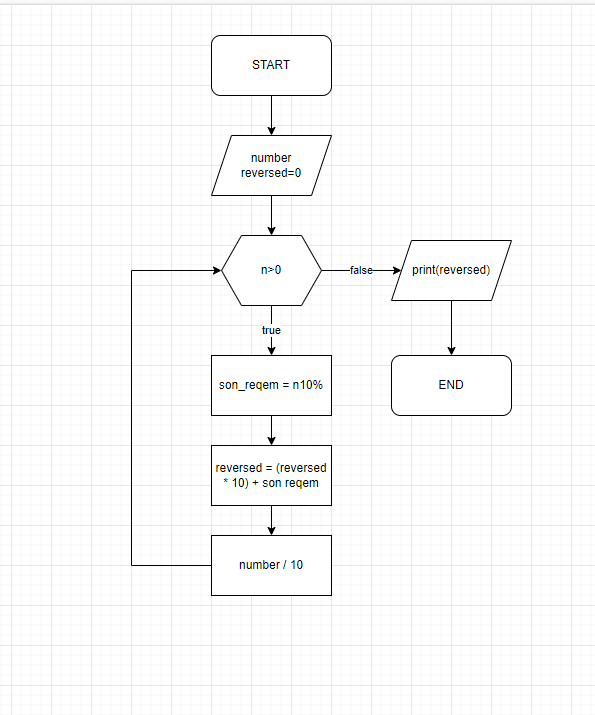 START
number
reversed=0
n>0
false
print(reversed)
true
son_reqem = n10%
END
reversed = (reversed
* 10) + son reqem
number / 10